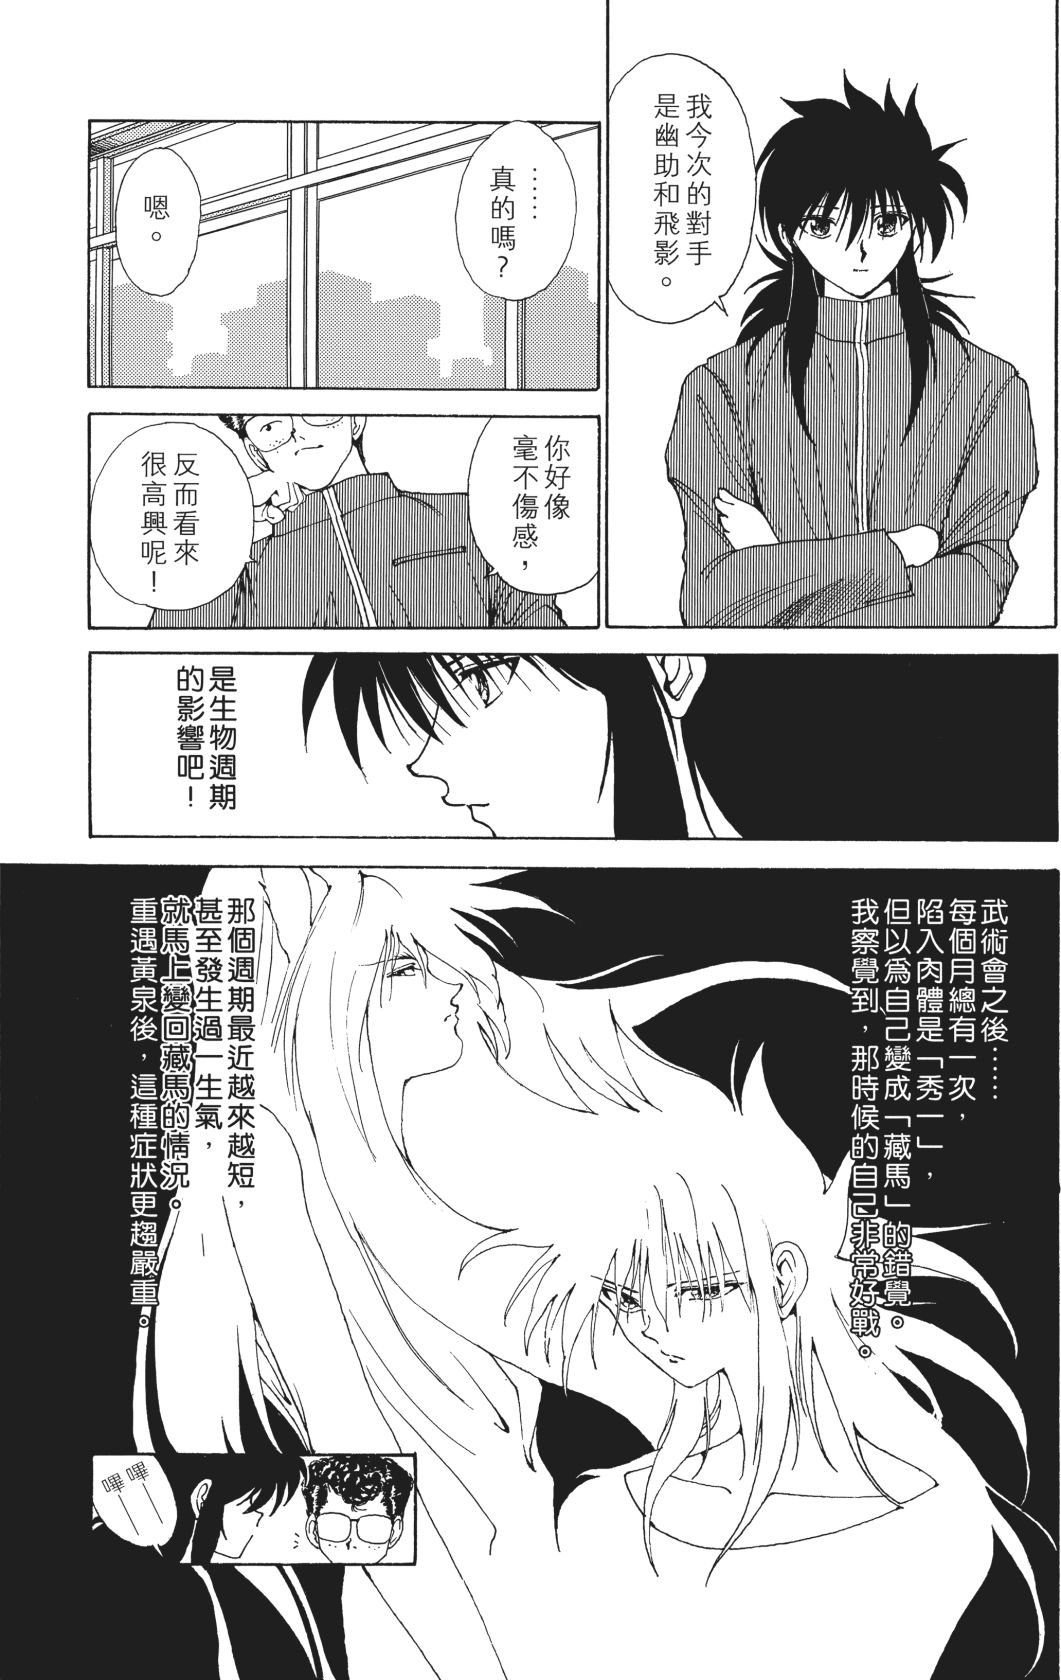 我今次的對手
是幽助和飛影。
……
真的嗎？
嗯。
你好像
毫不傷感，
反而看來
很高興呢！
是生物週期
的影響吧！
武術會之後……
每個月總有一次，
陷入肉體是「秀一」，
但以爲自己變成「藏馬」的錯覺。
我察覺到，那時候的自己非常好戰。
那個週期最近越來越短，
甚至發生過一生氣，
就馬上變回藏馬的情況。
重遇黃泉後，這種症狀更趨嚴重。
嗶｜
嗶｜